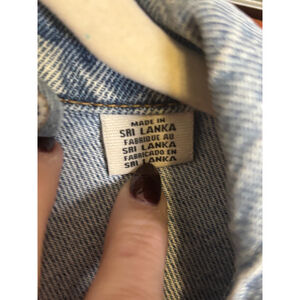 MADE IN
SRI LANKA
FABRIQUE AU
SRI LANKA
FABRICADO EN
SRI LANKA